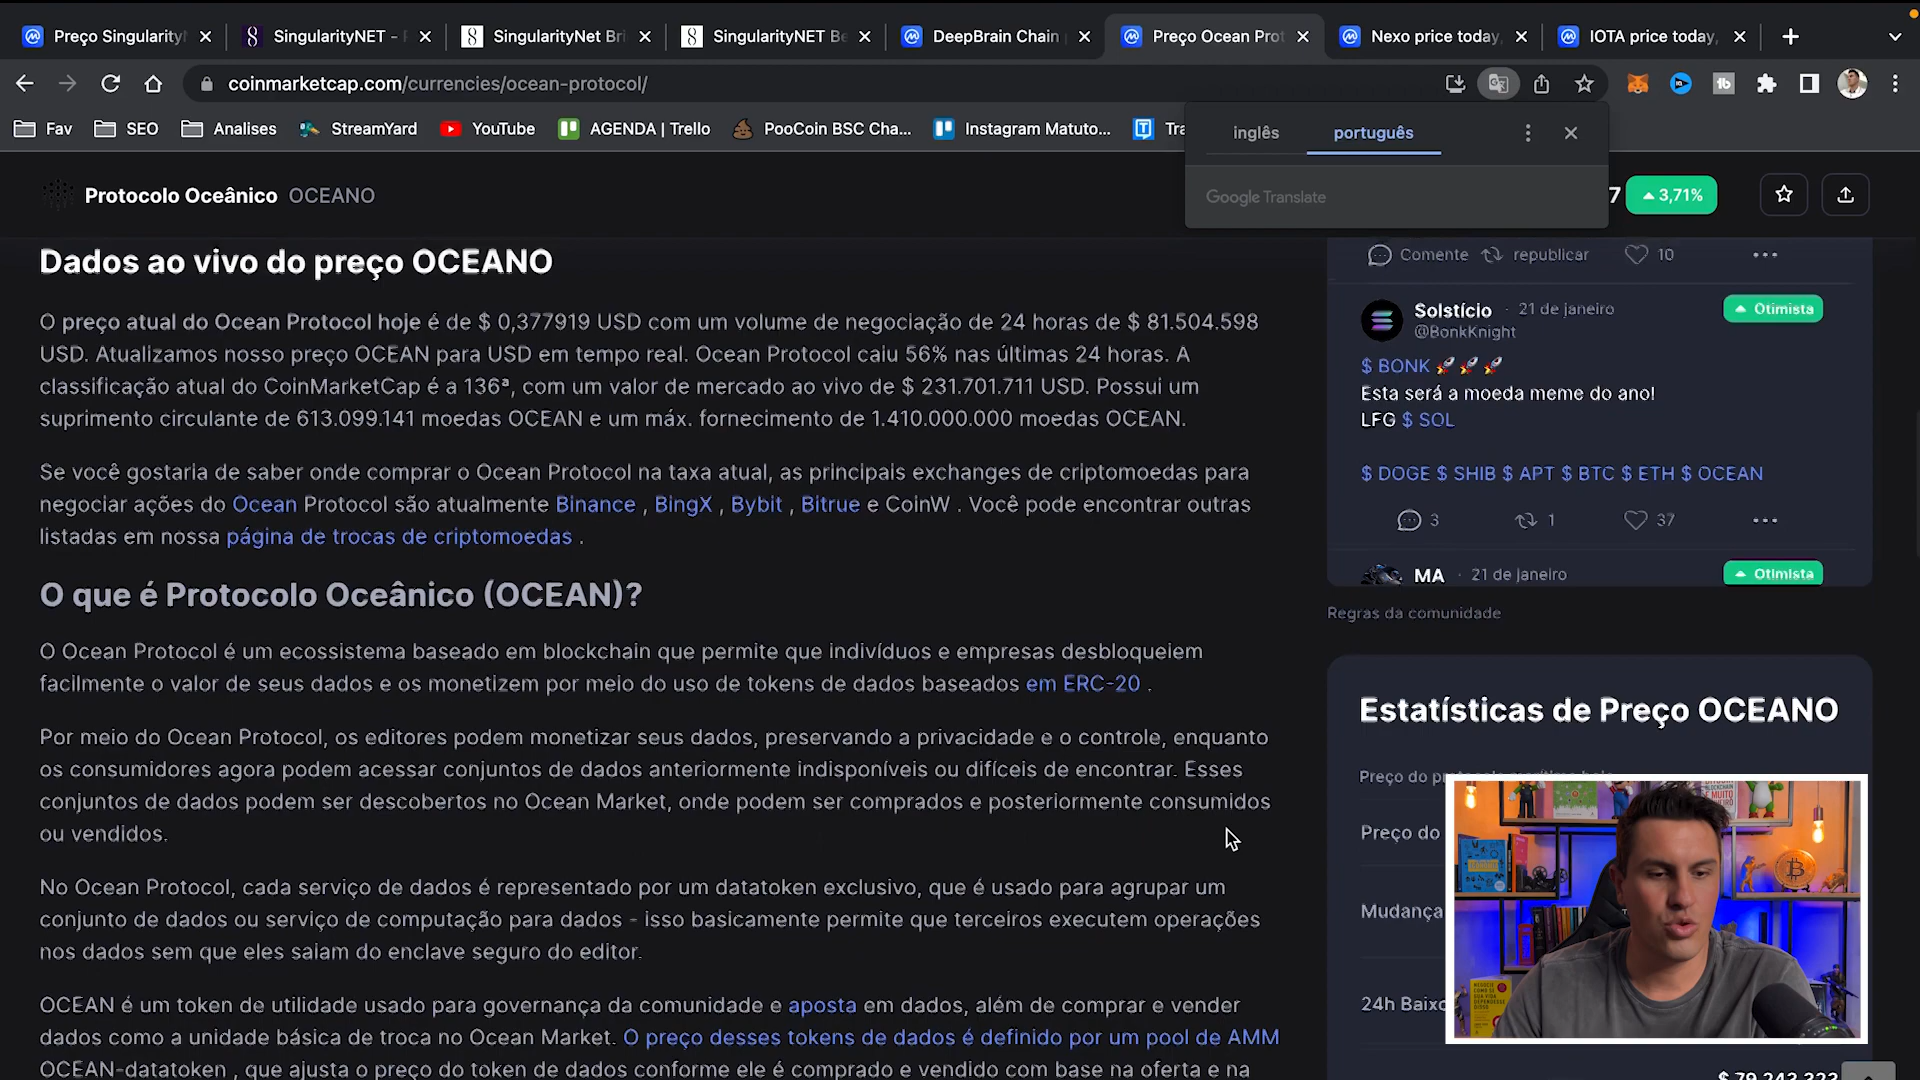 Preço SingularityN
SingularityNET -
SingularityNet Bri
SingularityNET Be
DeepBrain Chain
Preço Ocean Prot
Nexo price today,
IOTA price today,
coinmarketcap.com/currencies/ocean-protocol/
Fav
SEO
Analises
StreamYard
YouTube
AGENDA | Trello
PooCoin BSC Cha...
Instagram Matuto...
Tra
inglês
português
Google Translate
Protocolo Oceânico OCEANO
7
3,71%
Dados ao vivo do preço OCEANO
O preço atual do Ocean Protocol hoje é de $ 0,377919 USD com um volume de negociação de 24 horas de $ 81.504.598
USD. Atualizamos nosso preço OCEAN para USD em tempo real. Ocean Protocol caiu 56% nas últimas 24 horas. A
classificação atual do CoinMarketCap é a 136ª, com um valor de mercado ao vivo de $ 231.701.711 USD. Possui um
suprimento circulante de 613.099.141 moedas OCEAN e um máx. fornecimento de 1.410.000.000 moedas OCEAN.
Se você gostaria de saber onde comprar o Ocean Protocol na taxa atual, as principais exchanges de criptomoedas para
negociar ações do Ocean Protocol são atualmente Binance , BingX , Bybit , Bitrue e CoinW . Você pode encontrar outras
listadas em nossa página de trocas de criptomoedas .
O que é Protocolo Oceânico (OCEAN)?
O Ocean Protocol é um ecossistema baseado em blockchain que permite que indivíduos e empresas desbloqueiem
facilmente o valor de seus dados e os monetizem por meio do uso de tokens de dados baseados em ERC-20 .
Por meio do Ocean Protocol, os editores podem monetizar seus dados, preservando a privacidade e o controle, enquanto
os consumidores agora podem acessar conjuntos de dados anteriormente indisponíveis ou difíceis de encontrar. Esses
conjuntos de dados podem ser descobertos no Ocean Market, onde podem ser comprados e posteriormente consumidos
ou vendidos.
No Ocean Protocol, cada serviço de dados é representado por um datatoken exclusivo, que é usado para agrupar um
conjunto de dados ou serviço de computação para dados - isso basicamente permite que terceiros executem operações
nos dados sem que eles saiam do enclave seguro do editor.
OCEAN é um token de utilidade usado para governança da comunidade e aposta em dados, além de comprar e vender
dados como a unidade básica de troca no Ocean Market. O preço desses tokens de dados é definido por um pool de AMM
OCEAN-datatoken , que ajusta o preço do token de dados conforme ele é comprado e vendido com base na oferta e na
Comente
republicar
10
Solstício · 21 de janeiro
Otimista
@BonkKnight
$ BONK 🚀🚀🚀
Esta será a moeda meme do ano!
LFG $ SOL
$ DOGE $ SHIB $ APT $ BTC $ ETH $ OCEAN
3
1
37
MA · 21 de janeiro
Otimista
Regras da comunidade
Estatísticas de Preço OCEANO
Preço do
Preço do
Mudança
24h Baixo
$ 79.243.323